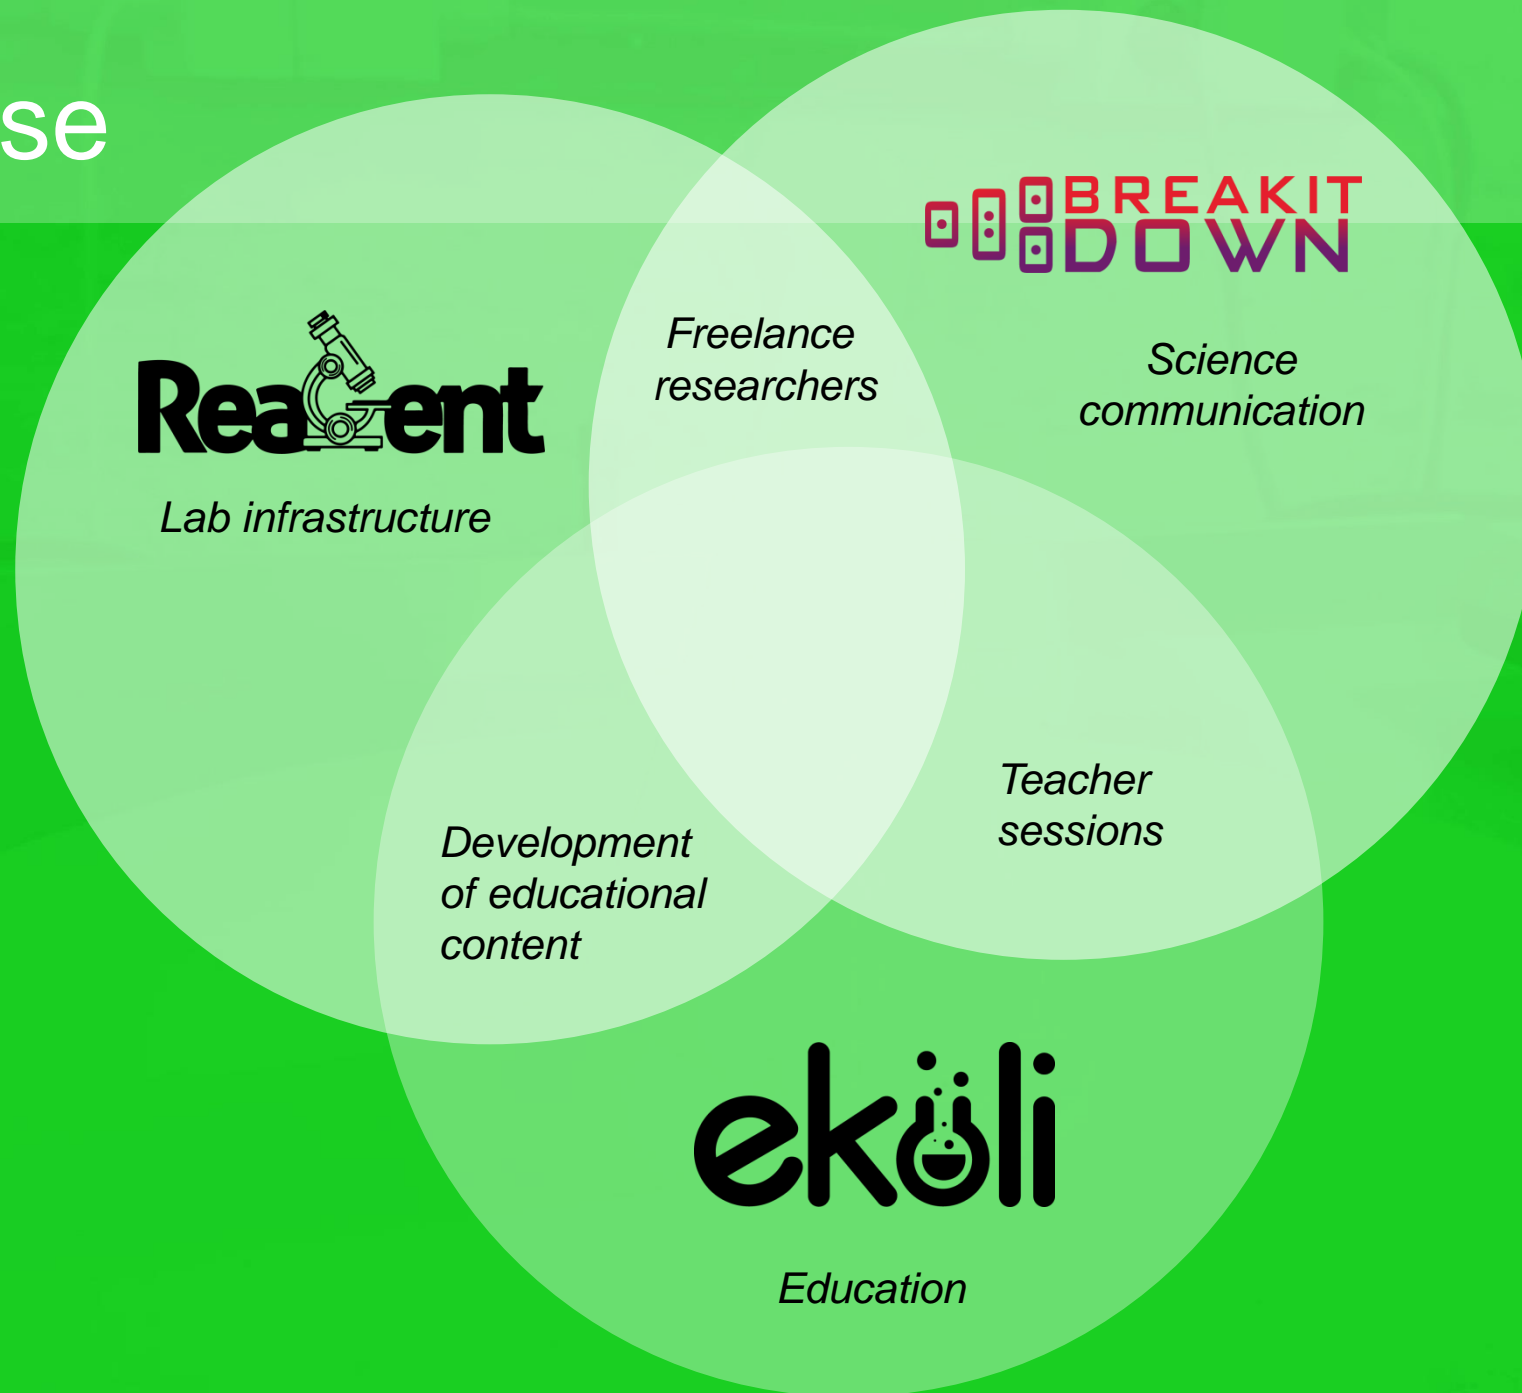 se
BREAKIT
DOWN
ReaGent
Lab infrastructure
Freelance
researchers
Science
communication
Teacher
sessions
Development
of educational
content
ekoli
Education